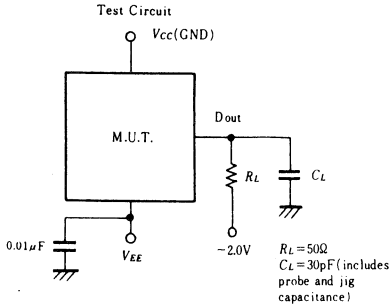 Test Circuit
Vcc(GND)
Dout
M.U.T.
RL
CL
0.01μF
VEE
−2.0V
RL=50Ω
CL=30pF(includes
probe and jig
capacitance)